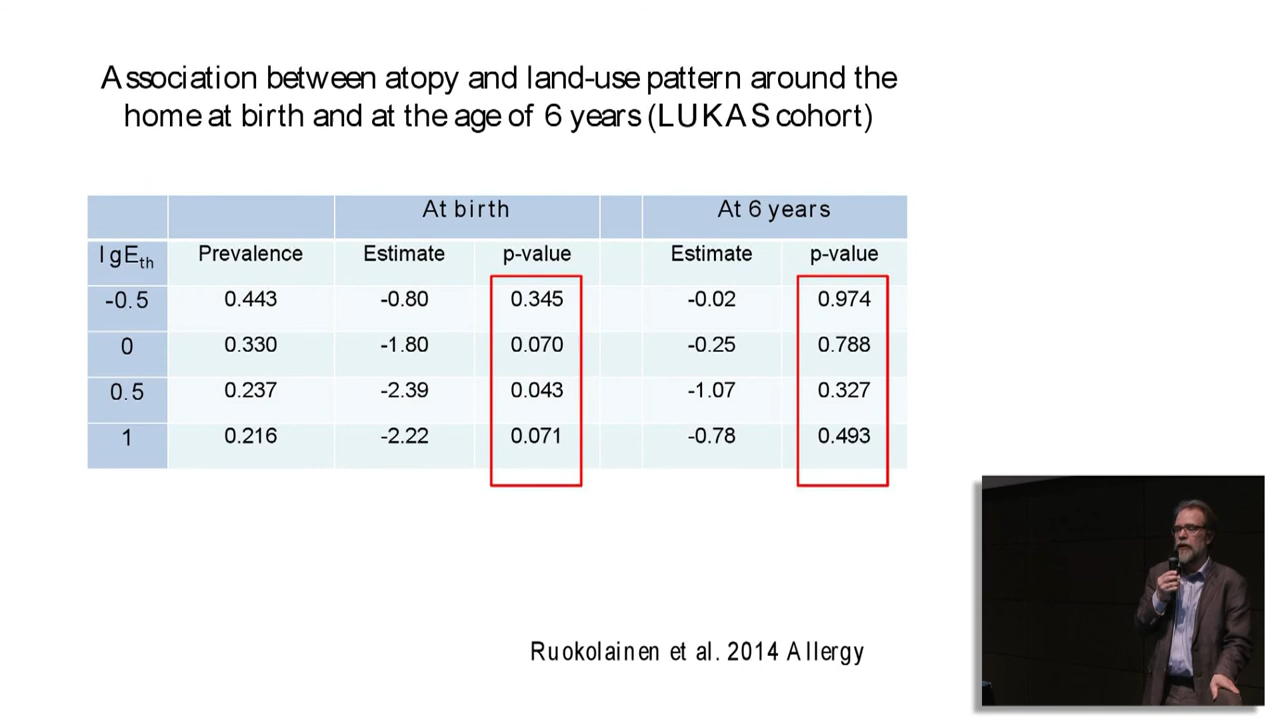 Association between atopy and land-use pattern around the
home at birth and at the age of 6 years (LUKAS cohort)
At birth At 6 years
IgEth Prevalence Estimate p-value Estimate p-value
-0.5 0.443 -0.80 0.345 -0.02 0.974
0 0.330 -1.80 0.070 -0.25 0.788
0.5 0.237 -2.39 0.043 -1.07 0.327
1 0.216 -2.22 0.071 -0.78 0.493
Ruokolainen et al. 2014 Allergy